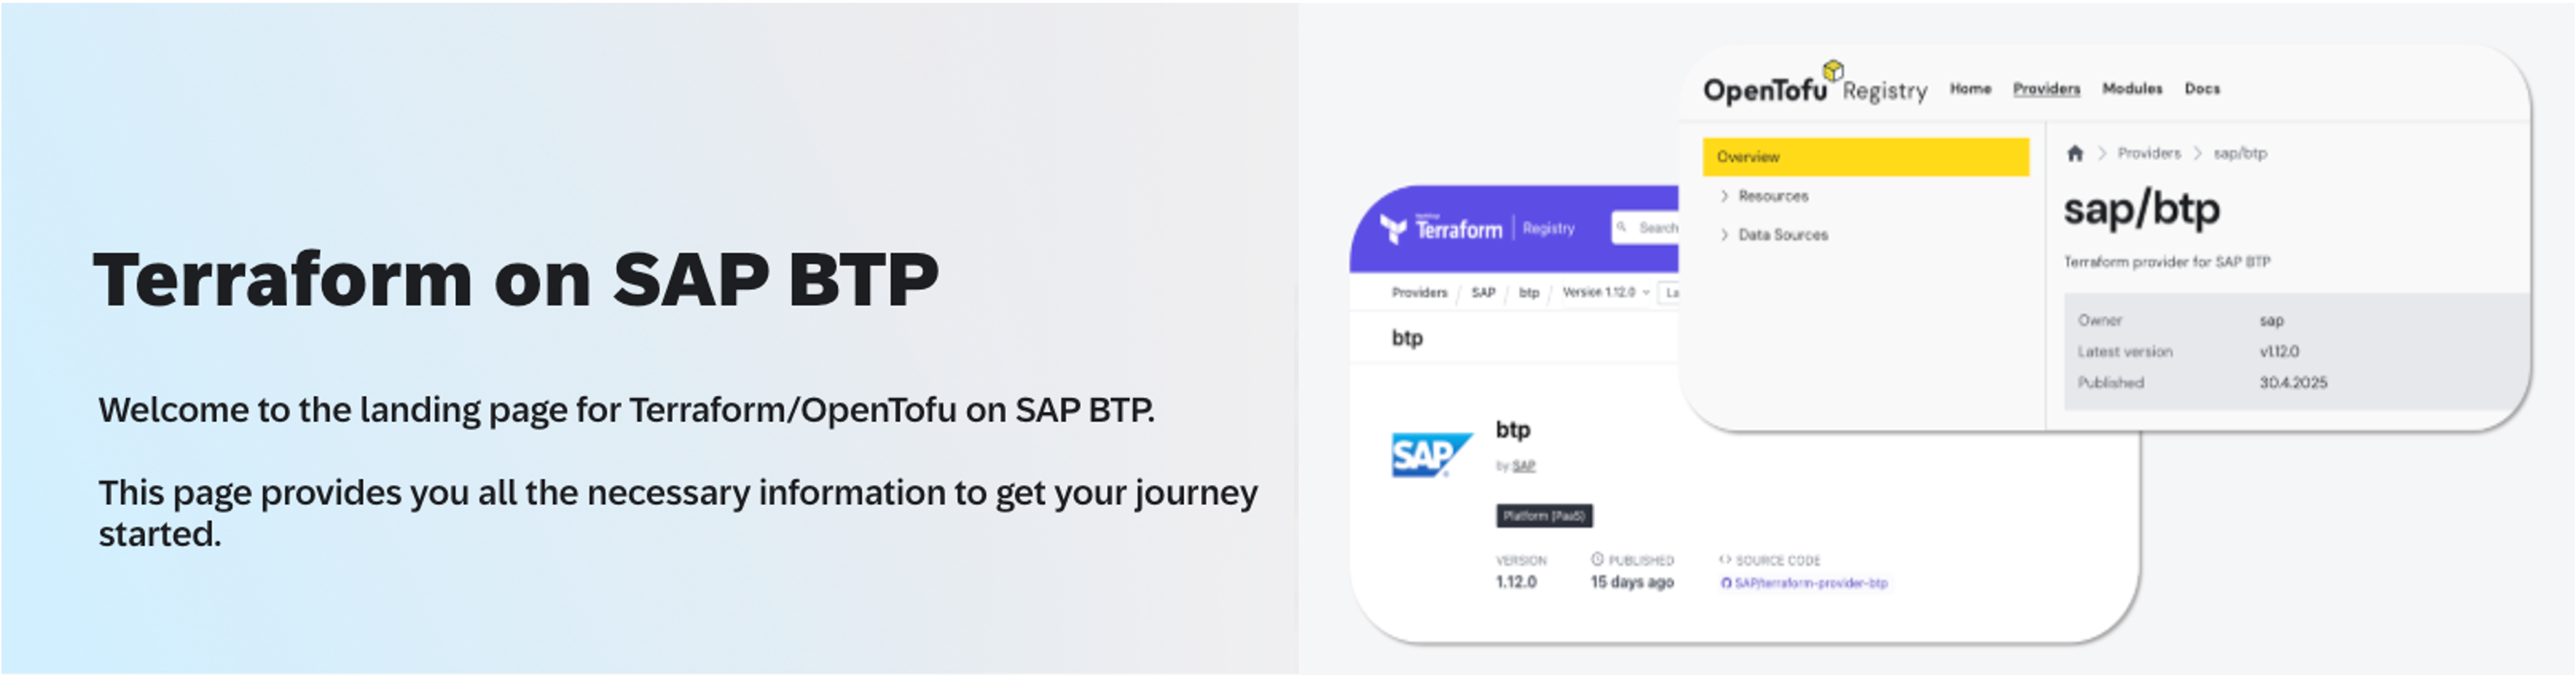 Terraform on SAP BTP
Welcome to the landing page for Terraform/OpenTofu on SAP BTP.
This page provides you all the necessary information to get your journey
started.
Terraform | Registry
Search
Providers / SAP / btp / Version 1.12.0
btp
SAP
btp
by SAP
Platform (PaaS)
VERSION
1.12.0
PUBLISHED
15 days ago
SOURCE CODE
SAP/terraform-provider-btp
OpenTofu Registry Home Providers Modules Docs
Overview
Resources
Data Sources
Providers > sap/btp
sap/btp
Terraform provider for SAP BTP
Owner sap
Latest version v1.12.0
Published 30.4.2025